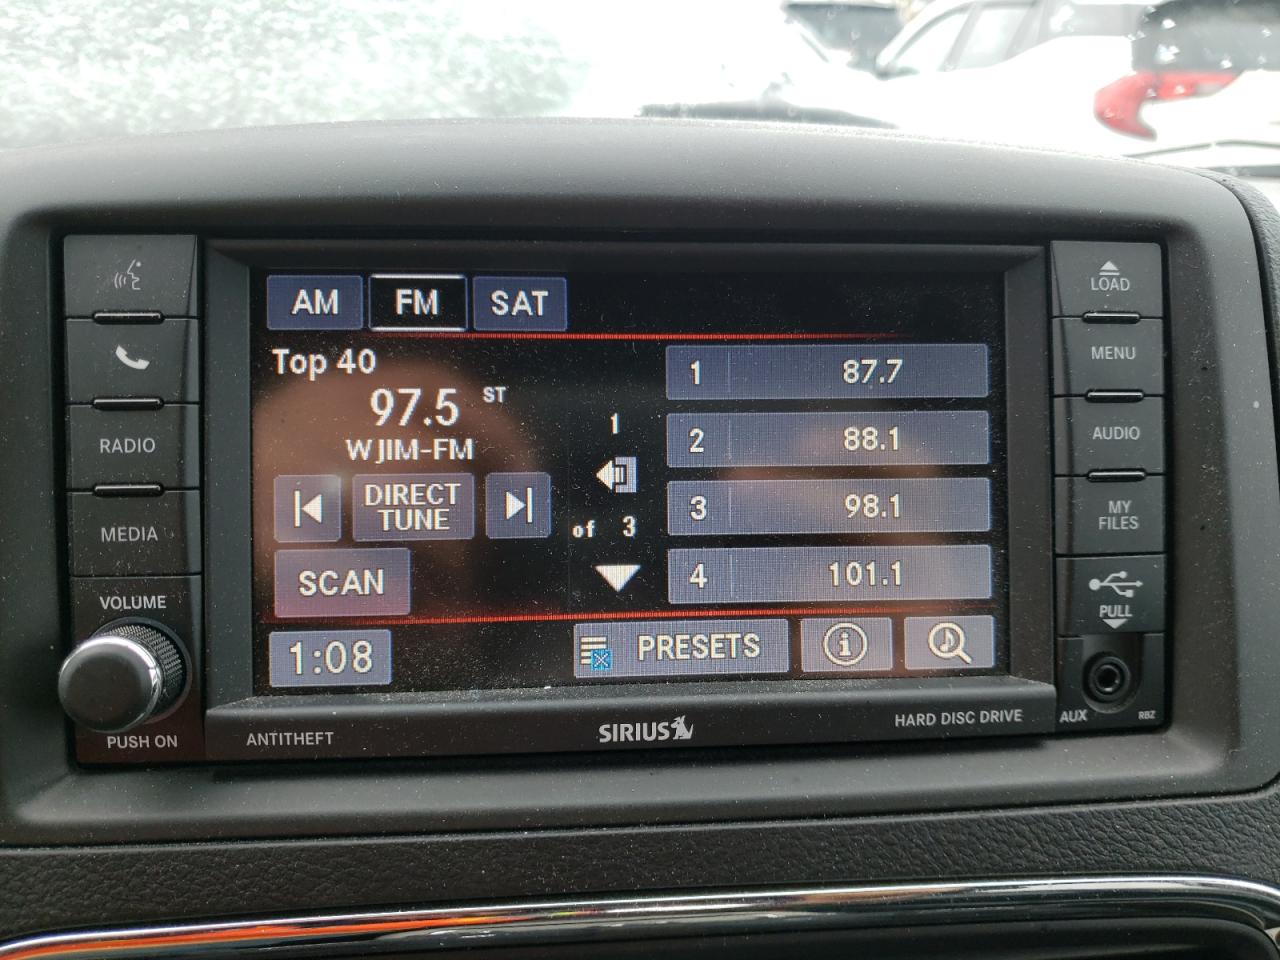 AM FM SAT
Top 40
97.5 ST
WJIM-FM
DIRECT
TUNE
SCAN
1:08
1
of 3
1 87.7
2 88.1
3 98.1
4 101.1
PRESETS
RADIO
MEDIA
VOLUME
PUSH ON
ANTITHEFT
SIRIUS
HARD DISC DRIVE
LOAD
MENU
AUDIO
MY
FILES
PULL
AUX
RBZ